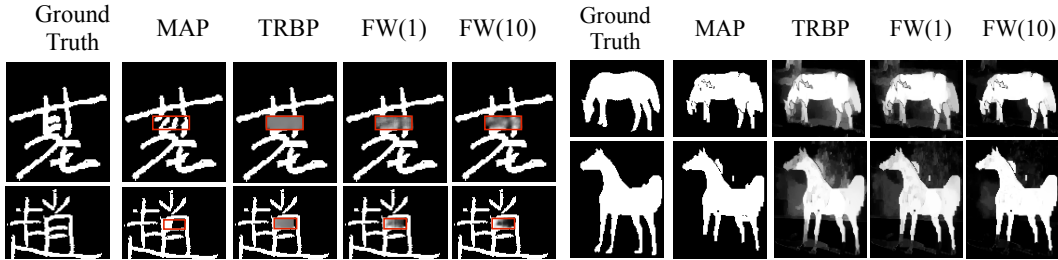 Ground
Truth
MAP
TRBP
FW(1)
FW(10)
Ground
Truth
MAP
TRBP
FW(1)
FW(10)